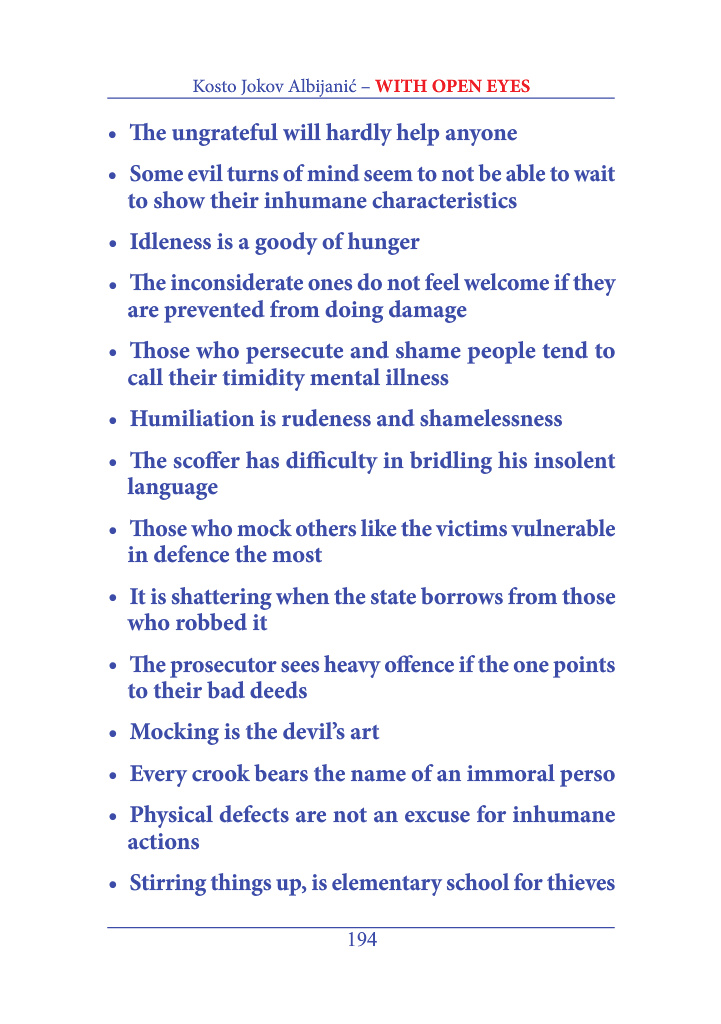 Kosto Jokov Albijanić – WITH OPEN EYES
• The ungrateful will hardly help anyone
• Some evil turns of mind seem to not be able to wait
to show their inhumane characteristics
• Idleness is a goody of hunger
• The inconsiderate ones do not feel welcome if they
are prevented from doing damage
• Those who persecute and shame people tend to
call their timidity mental illness
• Humiliation is rudeness and shamelessness
• The scoffer has difficulty in bridling his insolent
language
• Those who mock others like the victims vulnerable
in defence the most
• It is shattering when the state borrows from those
who robbed it
• The prosecutor sees heavy offence if the one points
to their bad deeds
• Mocking is the devil’s art
• Every crook bears the name of an immoral perso
• Physical defects are not an excuse for inhumane
actions
• Stirring things up, is elementary school for thieves
194